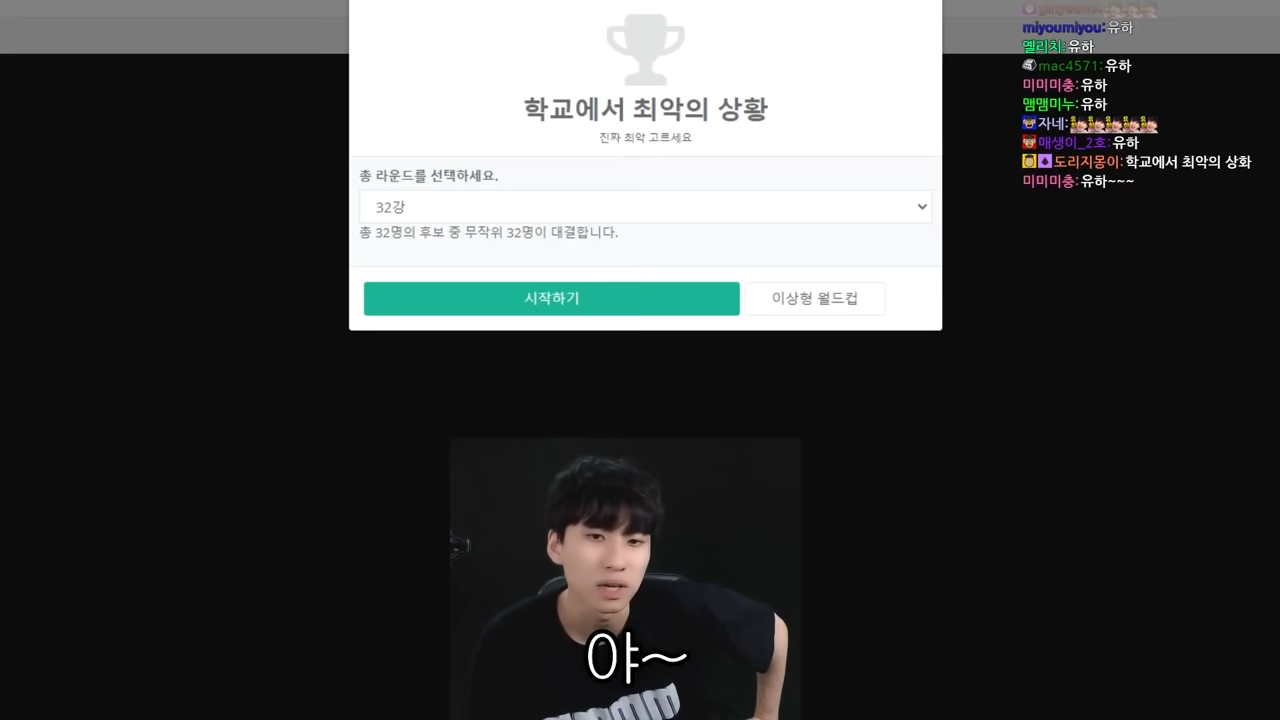 학교에서 최악의 상황
진짜 최악 고르세요
총 라운드를 선택하세요.
32강
총 32명의 후보 중 무작위 32명이 대결합니다.
시작하기
이상형 월드컵
miyoumiyou: 유하
옐리치: 유하
mac4571: 유하
미미미충: 유하
맴맴미누:유하
자네:
매생이_2호: 유하
도리지몽이: 학교에서 최악의 상화
미미미충: 유하~~~
야~